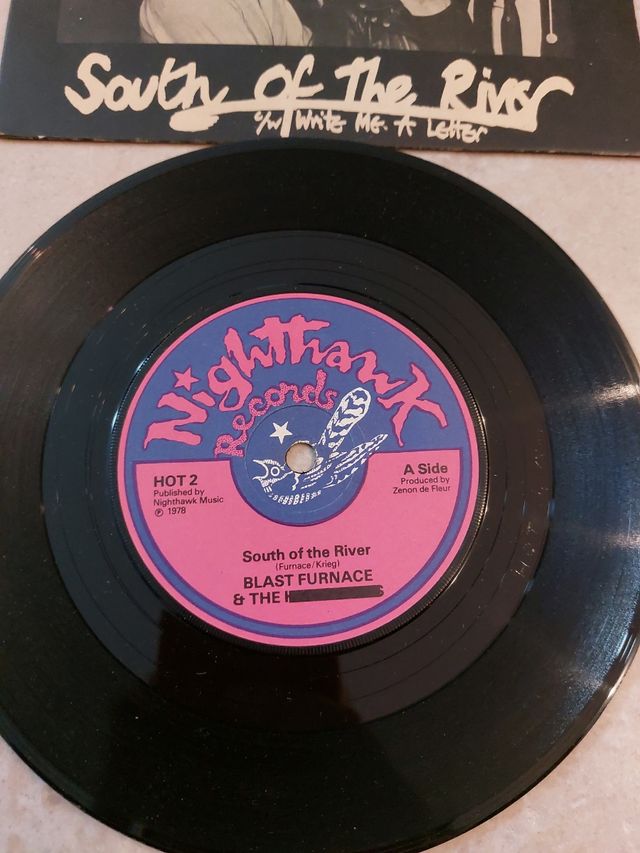 South Of The River
c/w Write Me A Letter
Nighthawk
Records
HOT 2
Published by
Nighthawk Music
℗ 1978
A Side
Produced by
Zenon de Fleur
South of the River
(Furnace/Krieg)
BLAST FURNACE
& THE